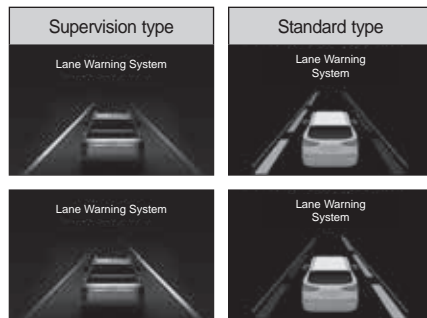 Supervision type
Standard type
Lane Warning System
Lane Warning
System
Lane Warning System
Lane Warning
System